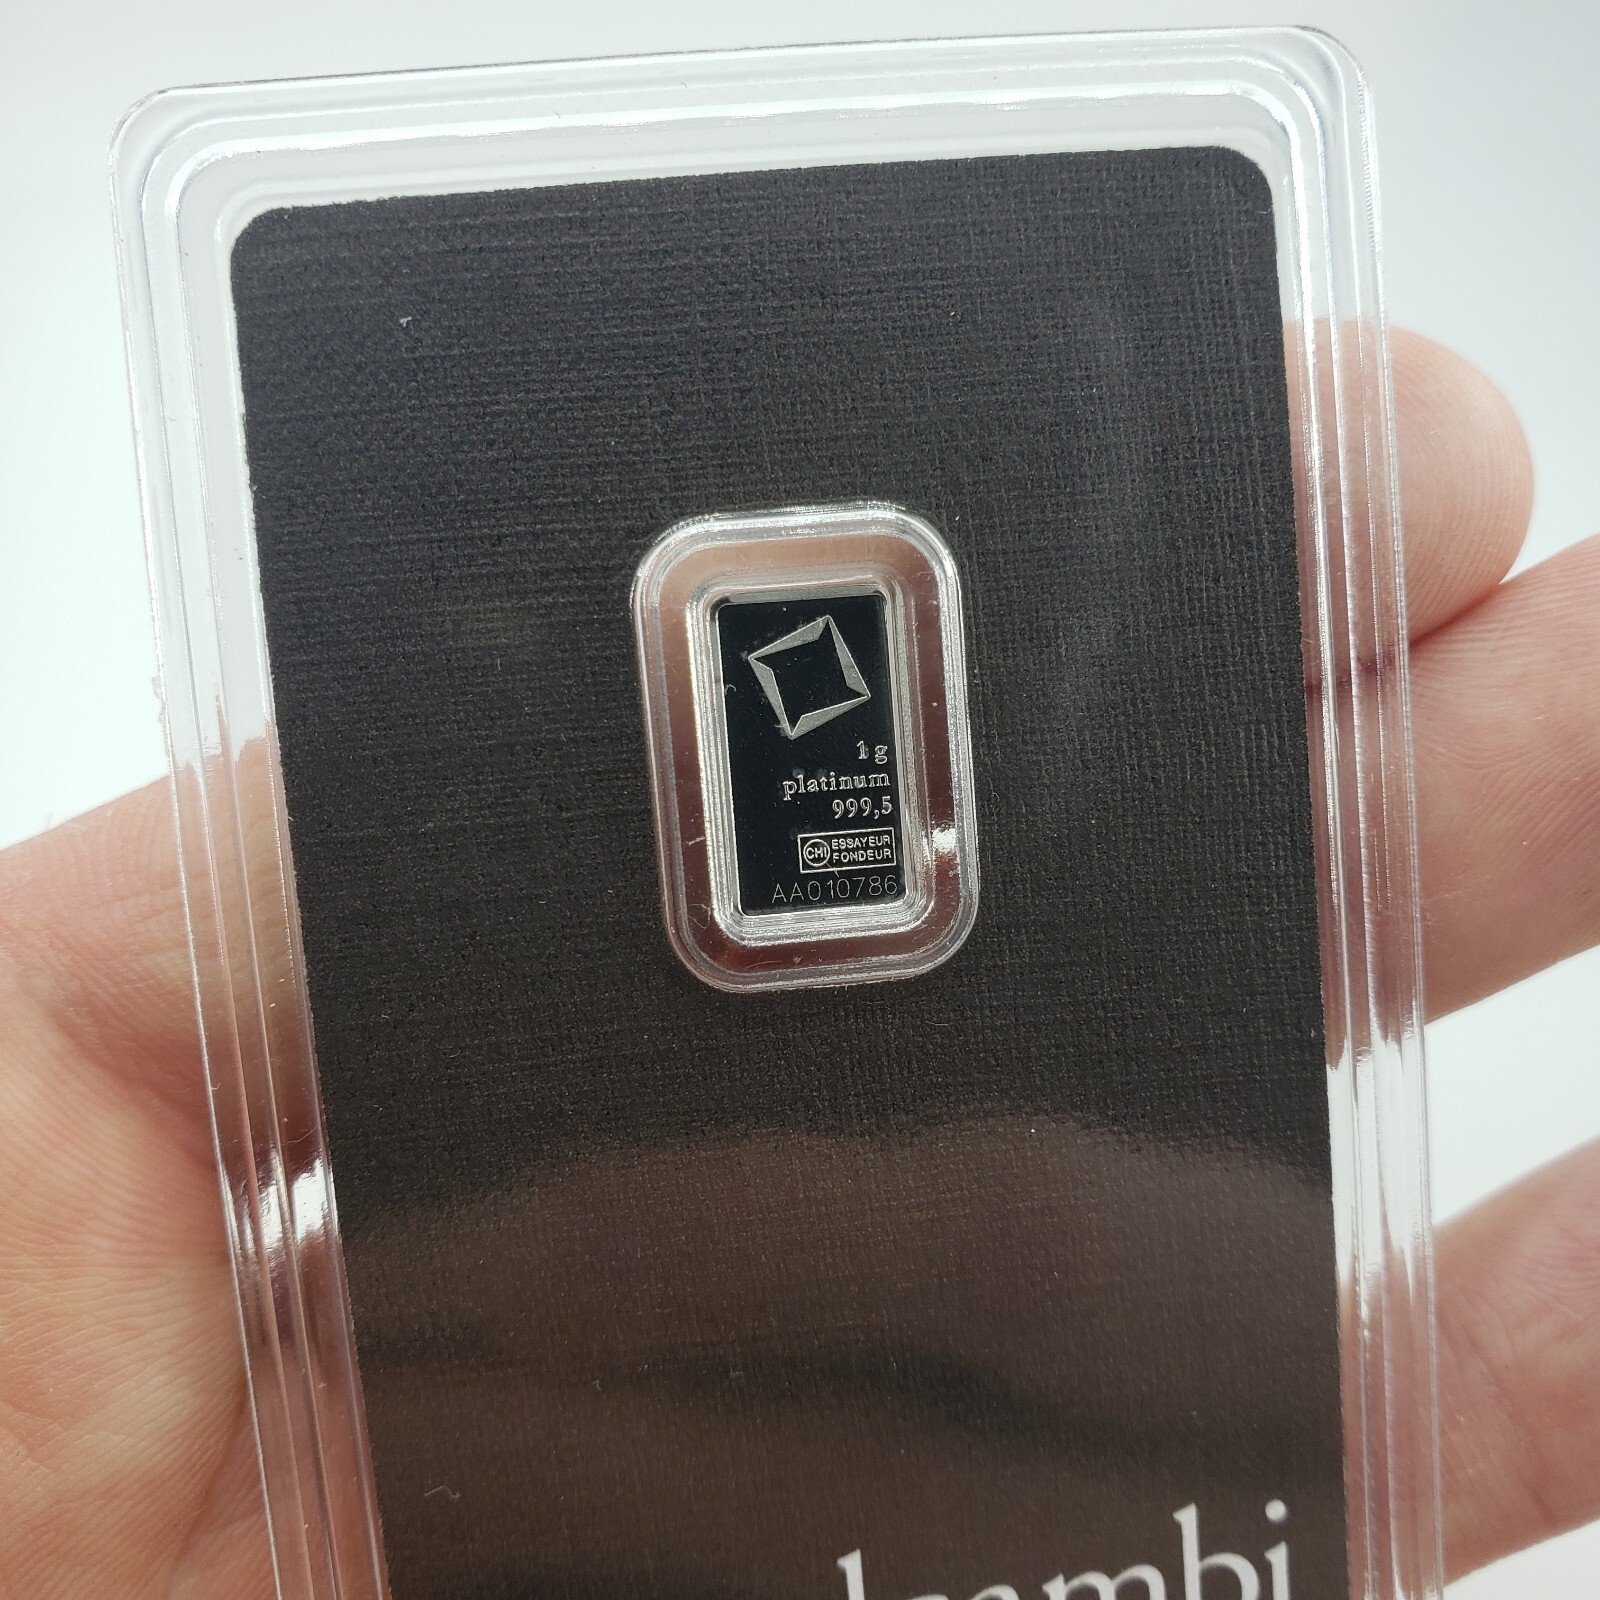 1 g
platinum
999,5
CHI ESSAYEUR
FONDEUR
AA010786